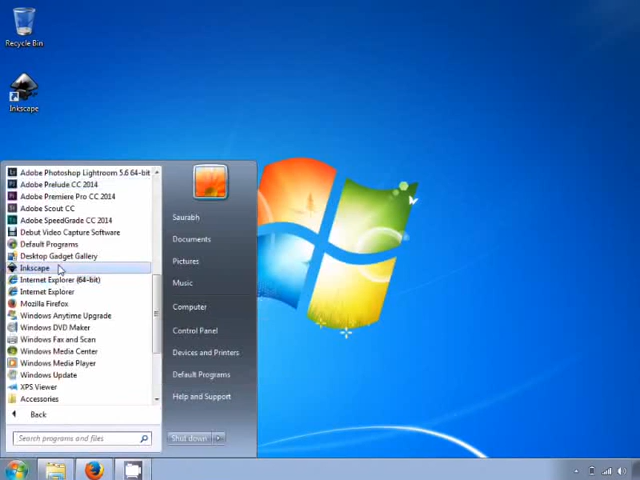 Recycle Bin
Inkscape
Adobe Photoshop Lightroom 5.6 64-bit
Adobe Prelude CC 2014
Adobe Premiere Pro CC 2014
Adobe Scout CC
Adobe SpeedGrade CC 2014
Debut Video Capture Software
Default Programs
Desktop Gadget Gallery
Inkscape
Internet Explorer (64-bit)
Internet Explorer
Mozilla Firefox
Windows Anytime Upgrade
Windows DVD Maker
Windows Fax and Scan
Windows Media Center
Windows Media Player
Windows Update
XPS Viewer
Accessories
Back
Search programs and files
Saurabh
Documents
Pictures
Music
Computer
Control Panel
Devices and Printers
Default Programs
Help and Support
Shut down